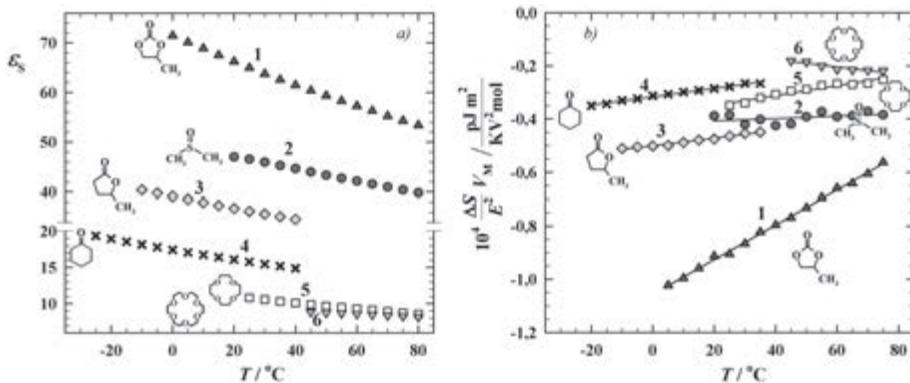 a)
εs
70
60
50
40
20
15
10
-20 0 20 40 60 80
T / °C
1
2
3
4
5
6
O
O O
CH₃
O
S
H₃C CH₃
O
O
CH₃
O
b)
-0,0
-0,2
-0,4
-0,6
-0,8
-1,0
-1,2
10⁴ ΔS/E² V_M / pJ m²/KV²mol
-20 0 20 40 60 80
T / °C
6
5
4
2
3
1
O
O
O
CH₃
CH₃
O
O O
CH₃